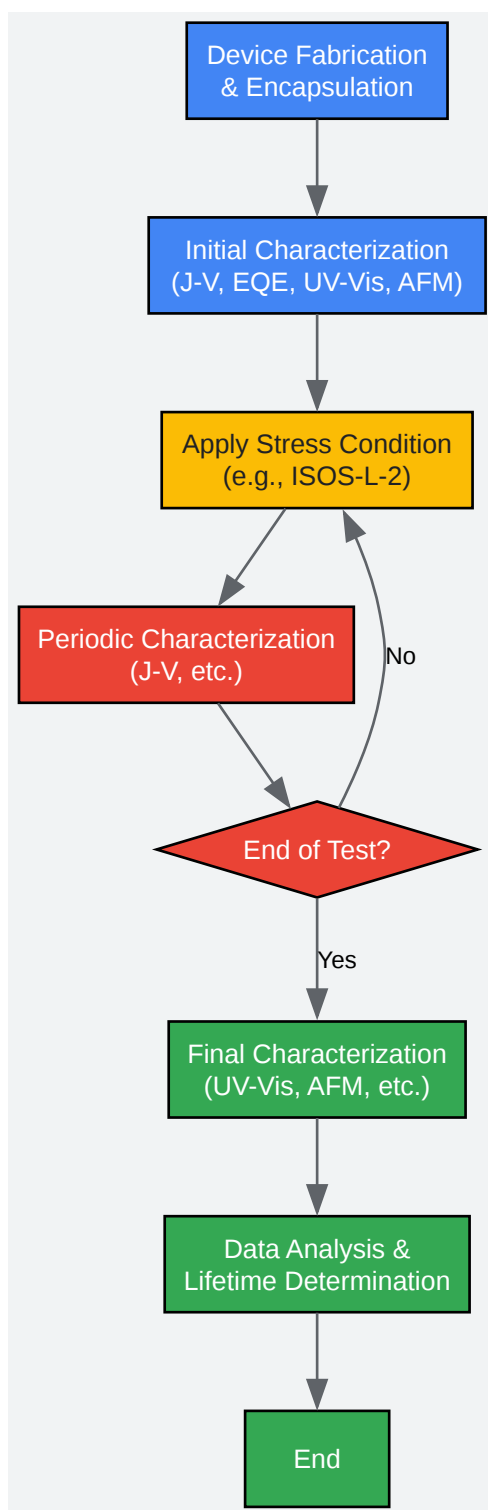 Device Fabrication
& Encapsulation
Initial Characterization
(J-V, EQE, UV-Vis, AFM)
Apply Stress Condition
(e.g., ISOS-L-2)
Periodic Characterization
(J-V, etc.)
No
End of Test?
Yes
Final Characterization
(UV-Vis, AFM, etc.)
Data Analysis &
Lifetime Determination
End